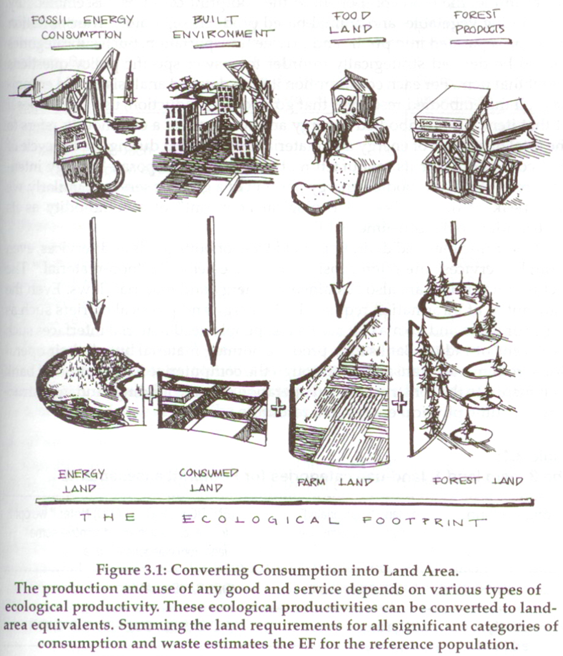 FOSSIL ENERGY
CONSUMPTION
BUILT
ENVIRONMENT
FOOD
LAND
FOREST
PRODUCTS
2%
GAS
+
+
+
ENERGY
LAND
CONSUMED
LAND
FARM LAND
FOREST LAND
THE ECOLOGICAL FOOTPRINT
Figure 3.1: Converting Consumption into Land Area.
The production and use of any good and service depends on various types of
ecological productivity. These ecological productivities can be converted to land-
area equivalents. Summing the land requirements for all significant categories of
consumption and waste estimates the EF for the reference population.